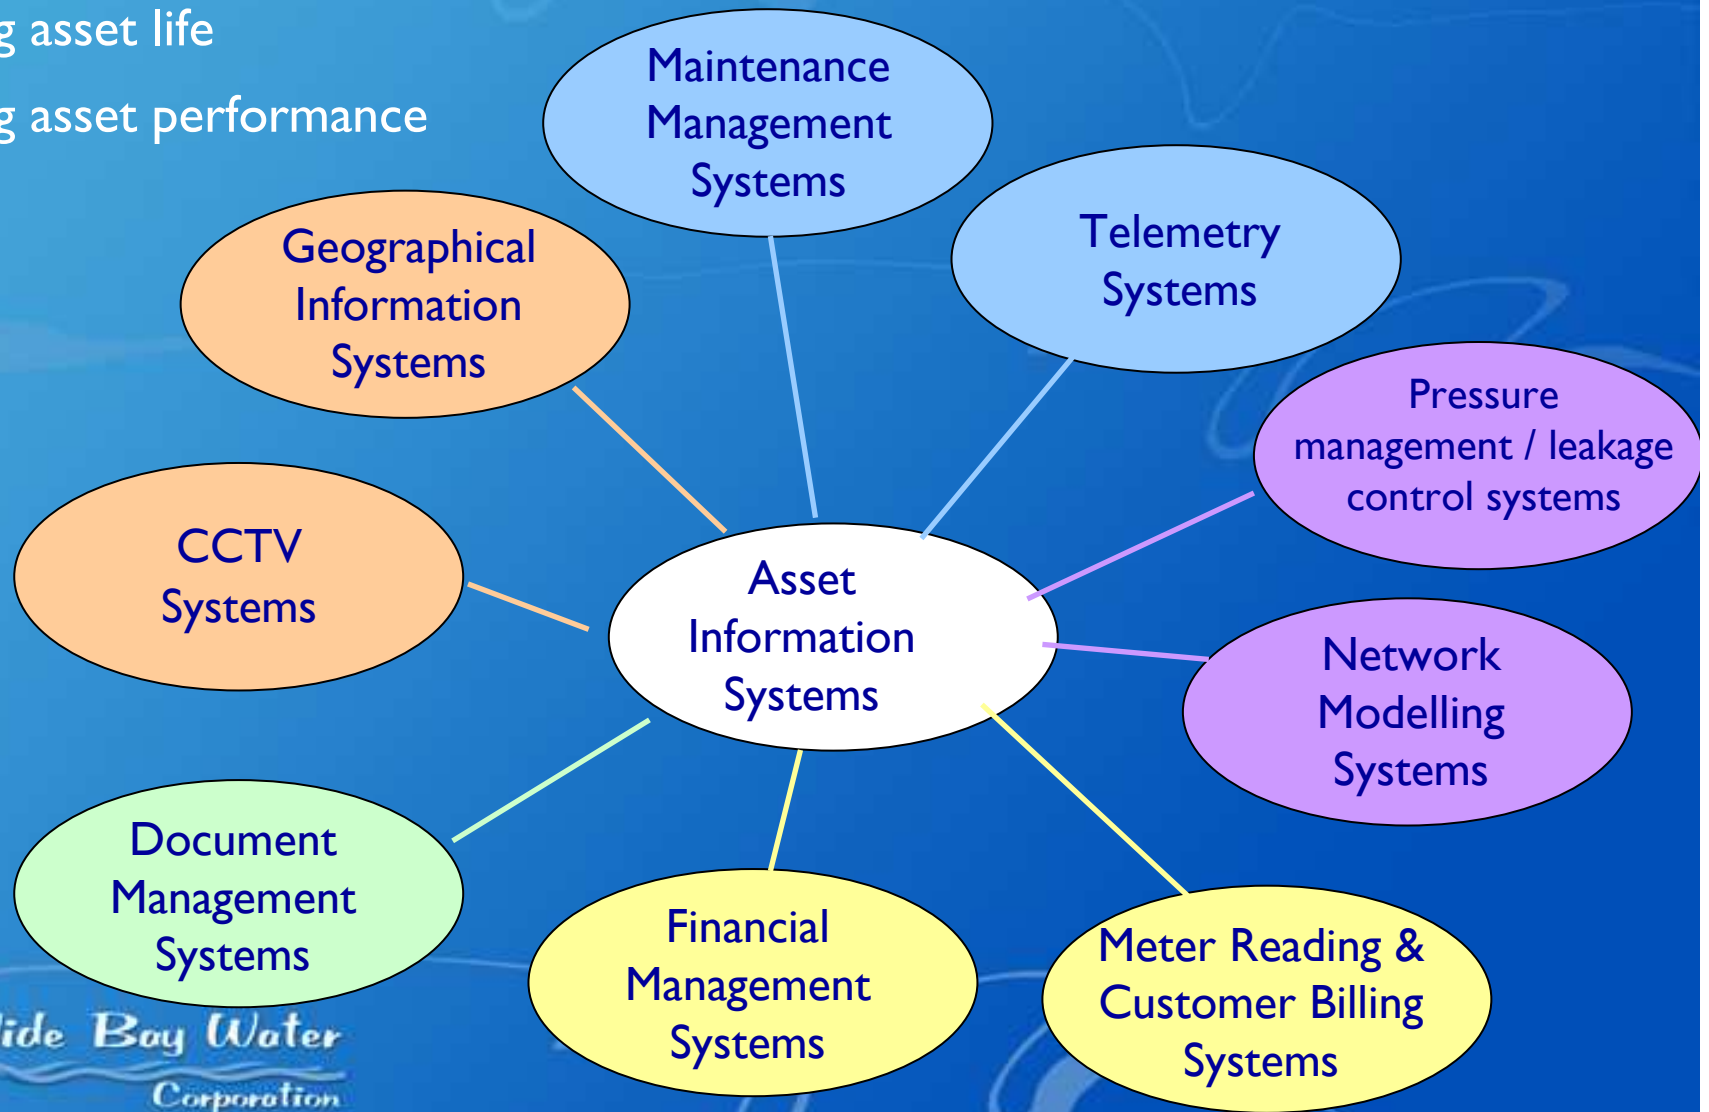 g asset life
g asset performance
Maintenance
Management
Systems
Telemetry
Systems
Geographical
Information
Systems
Pressure
management / leakage
control systems
CCTV
Systems
Asset
Information
Systems
Network
Modelling
Systems
Document
Management
Systems
Financial
Management
Systems
Meter Reading &
Customer Billing
Systems
ide Bay Water
Corporation